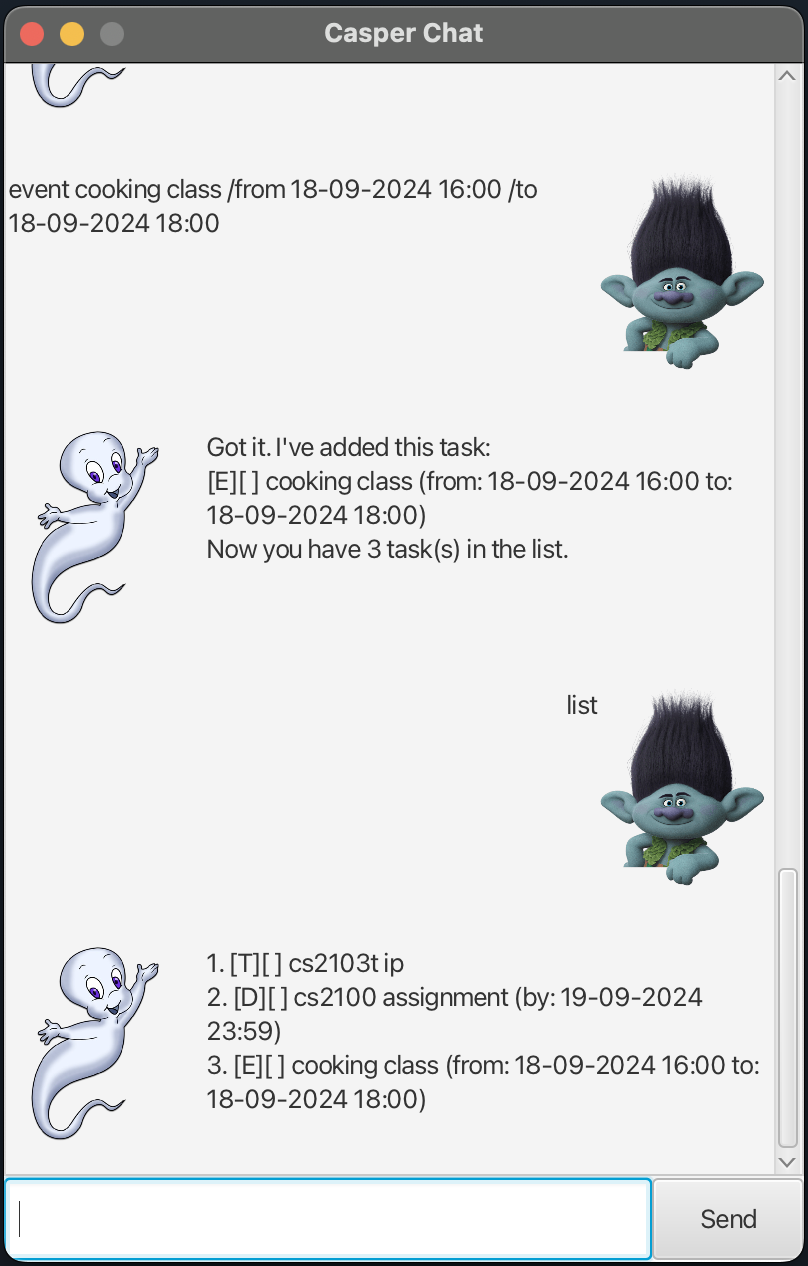 Casper Chat
event cooking class /from 18-09-2024 16:00 /to
18-09-2024 18:00
Got it. I've added this task:
[E][ ] cooking class (from: 18-09-2024 16:00 to:
18-09-2024 18:00)
Now you have 3 task(s) in the list.
list
1. [T][ ] cs2103t ip
2. [D][ ] cs2100 assignment (by: 19-09-2024
23:59)
3. [E][ ] cooking class (from: 18-09-2024 16:00 to:
18-09-2024 18:00)
Send